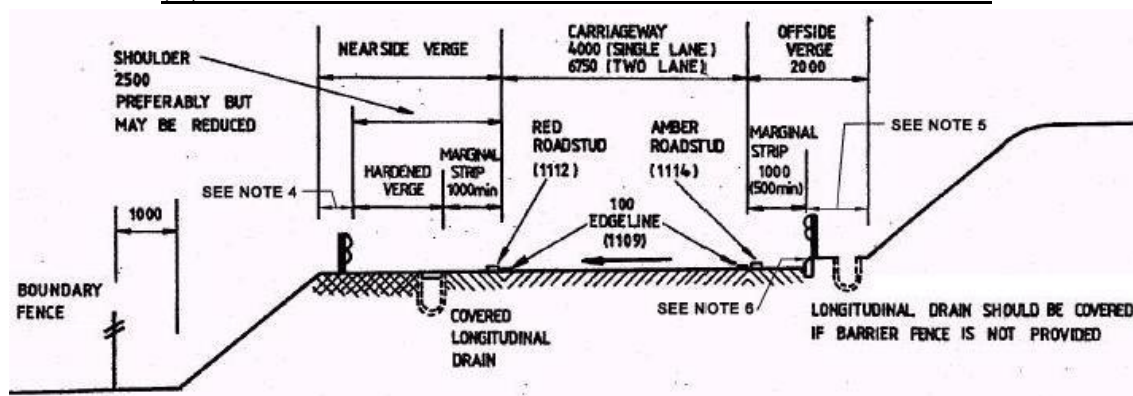 SHOULDER
2500
PREFERABLY BUT
MAY BE REDUCED
NEARSIDE VERGE
CARRIAGEWAY
4000 (SINGLE LANE)
6750 (TWO LANE)
OFFSIDE
VERGE
2000
SEE NOTE 4
HARDENED
VERGE
MARGINAL
STRIP
1000min
RED
ROADSTUD
(1112)
AMBER
ROADSTUD
(1114)
MARGINAL
STRIP
1000
(500min)
SEE NOTE 5
1000
100
EDGELINE
(1109)
BOUNDARY
FENCE
COVERED
LONGITUDINAL
DRAIN
SEE NOTE 6
LONGITUDINAL DRAIN SHOULD BE COVERED
IF BARRIER FENCE IS NOT PROVIDED